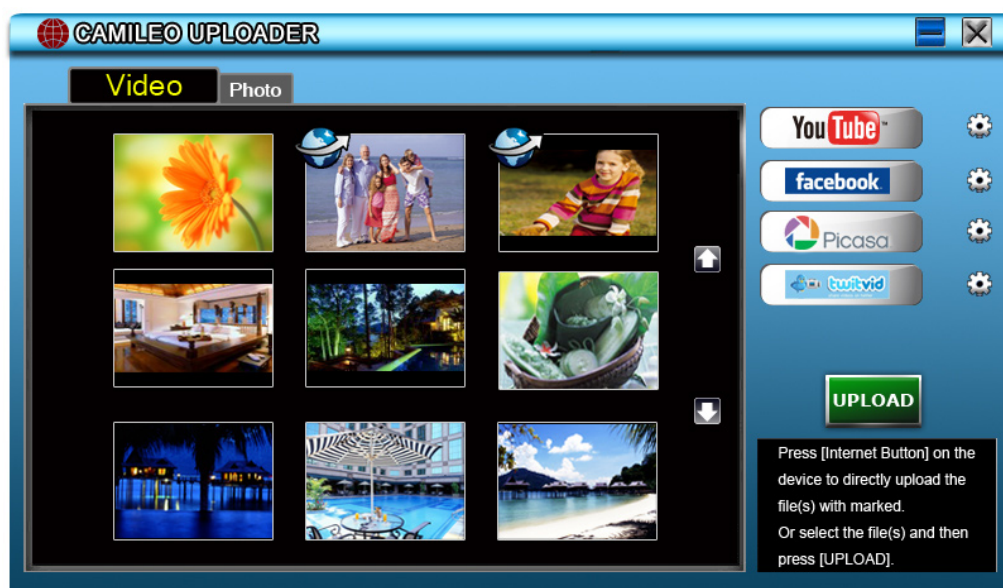 CAMILEO UPLOADER
Video
Photo
YouTube™
facebook
Picasa
twitvid
UPLOAD
Press [Internet Button] on the
device to directly upload the
file(s) with marked.
Or select the file(s) and then
press [UPLOAD].